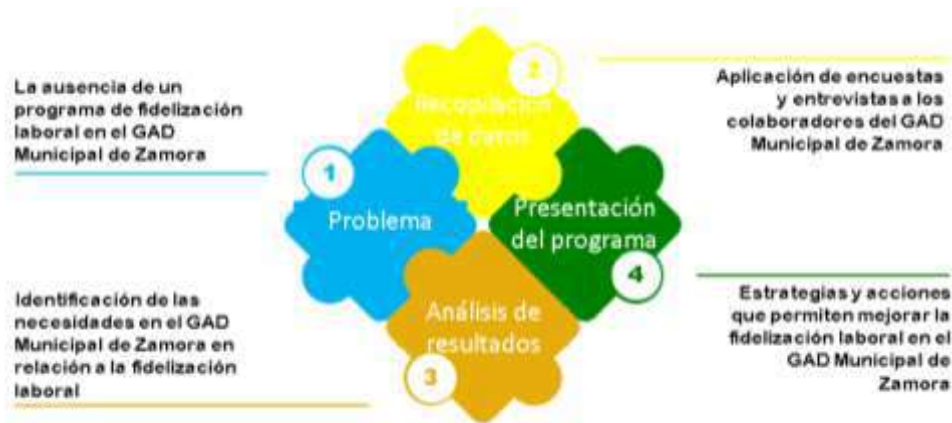 La ausencia de un
programa de fidelización
laboral en el GAD
Municipal de Zamora
1
Problema
2
Recopilación
de datos
Aplicación de encuestas
y entrevistas a los
colaboradores del GAD
Municipal de Zamora
Identificación de las
necesidades en el GAD
Municipal de Zamora en
relación a la fidelización
laboral
Análisis de
resultados
3
Presentación
del programa
4
Estrategias y acciones
que permiten mejorar la
fidelización laboral en el
GAD Municipal de
Zamora